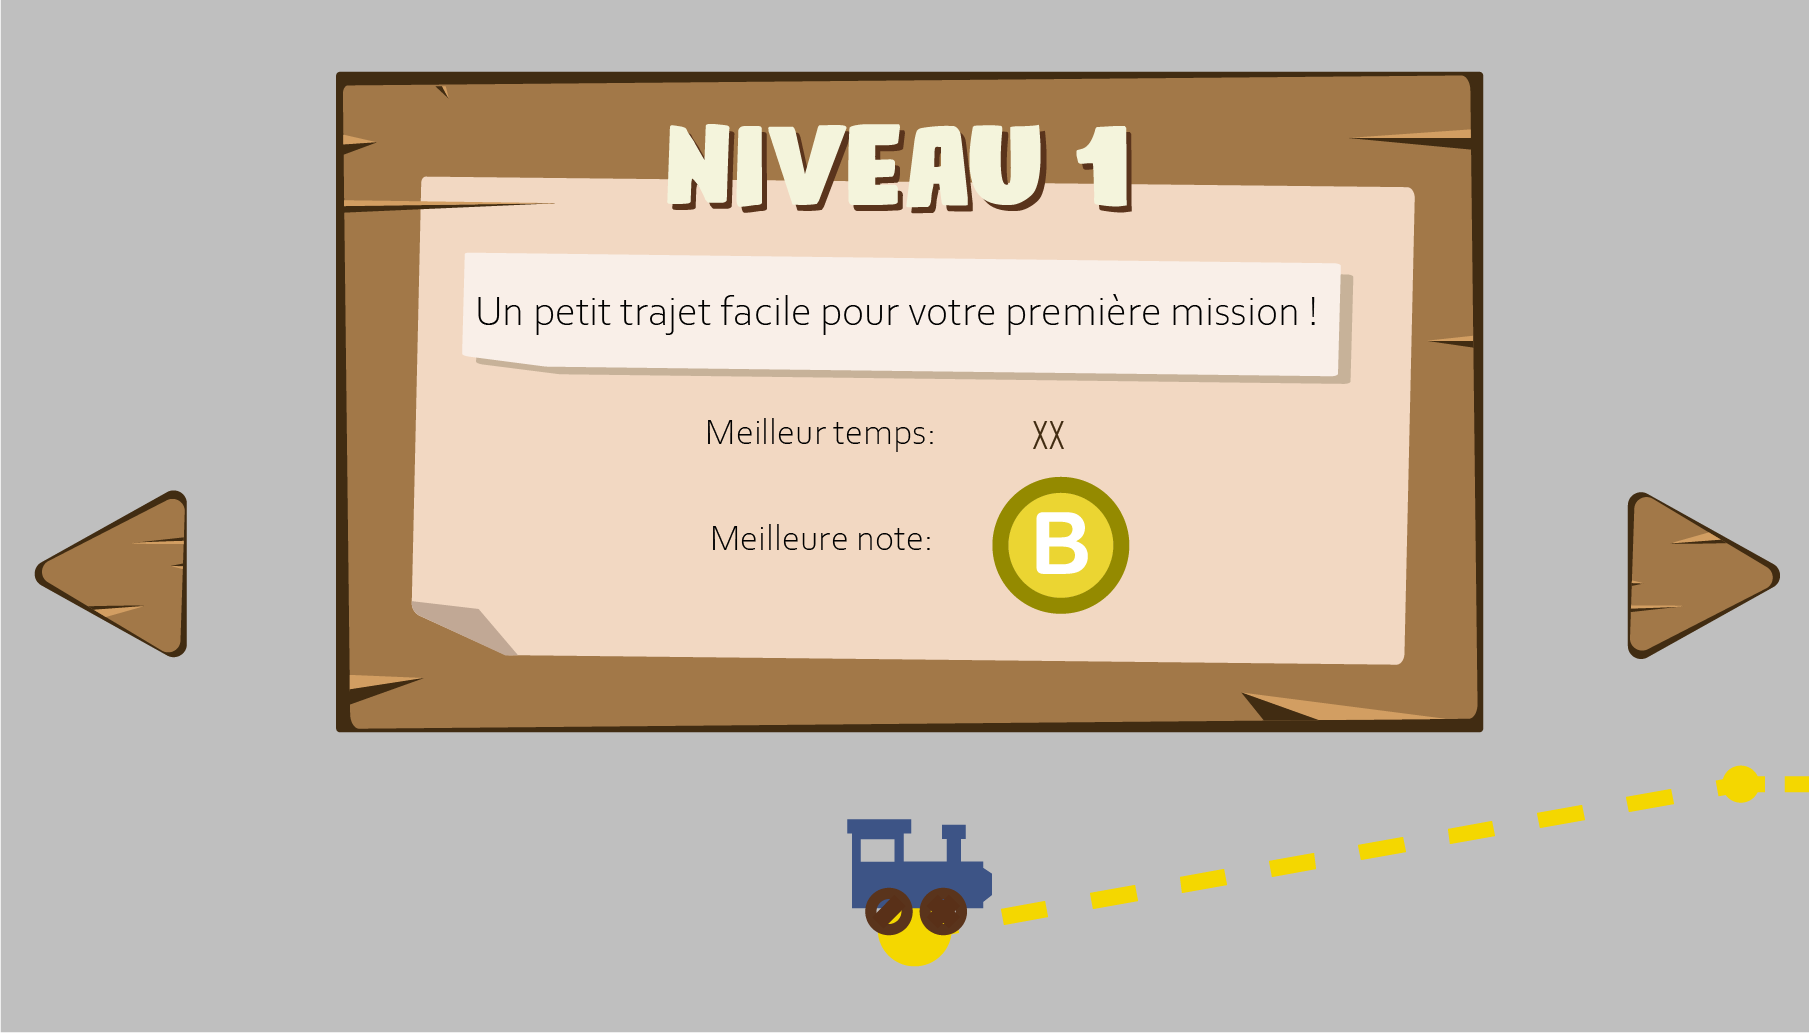 NIVEAU 1
Un petit trajet facile pour votre première mission !
Meilleur temps: XX
Meilleure note: B